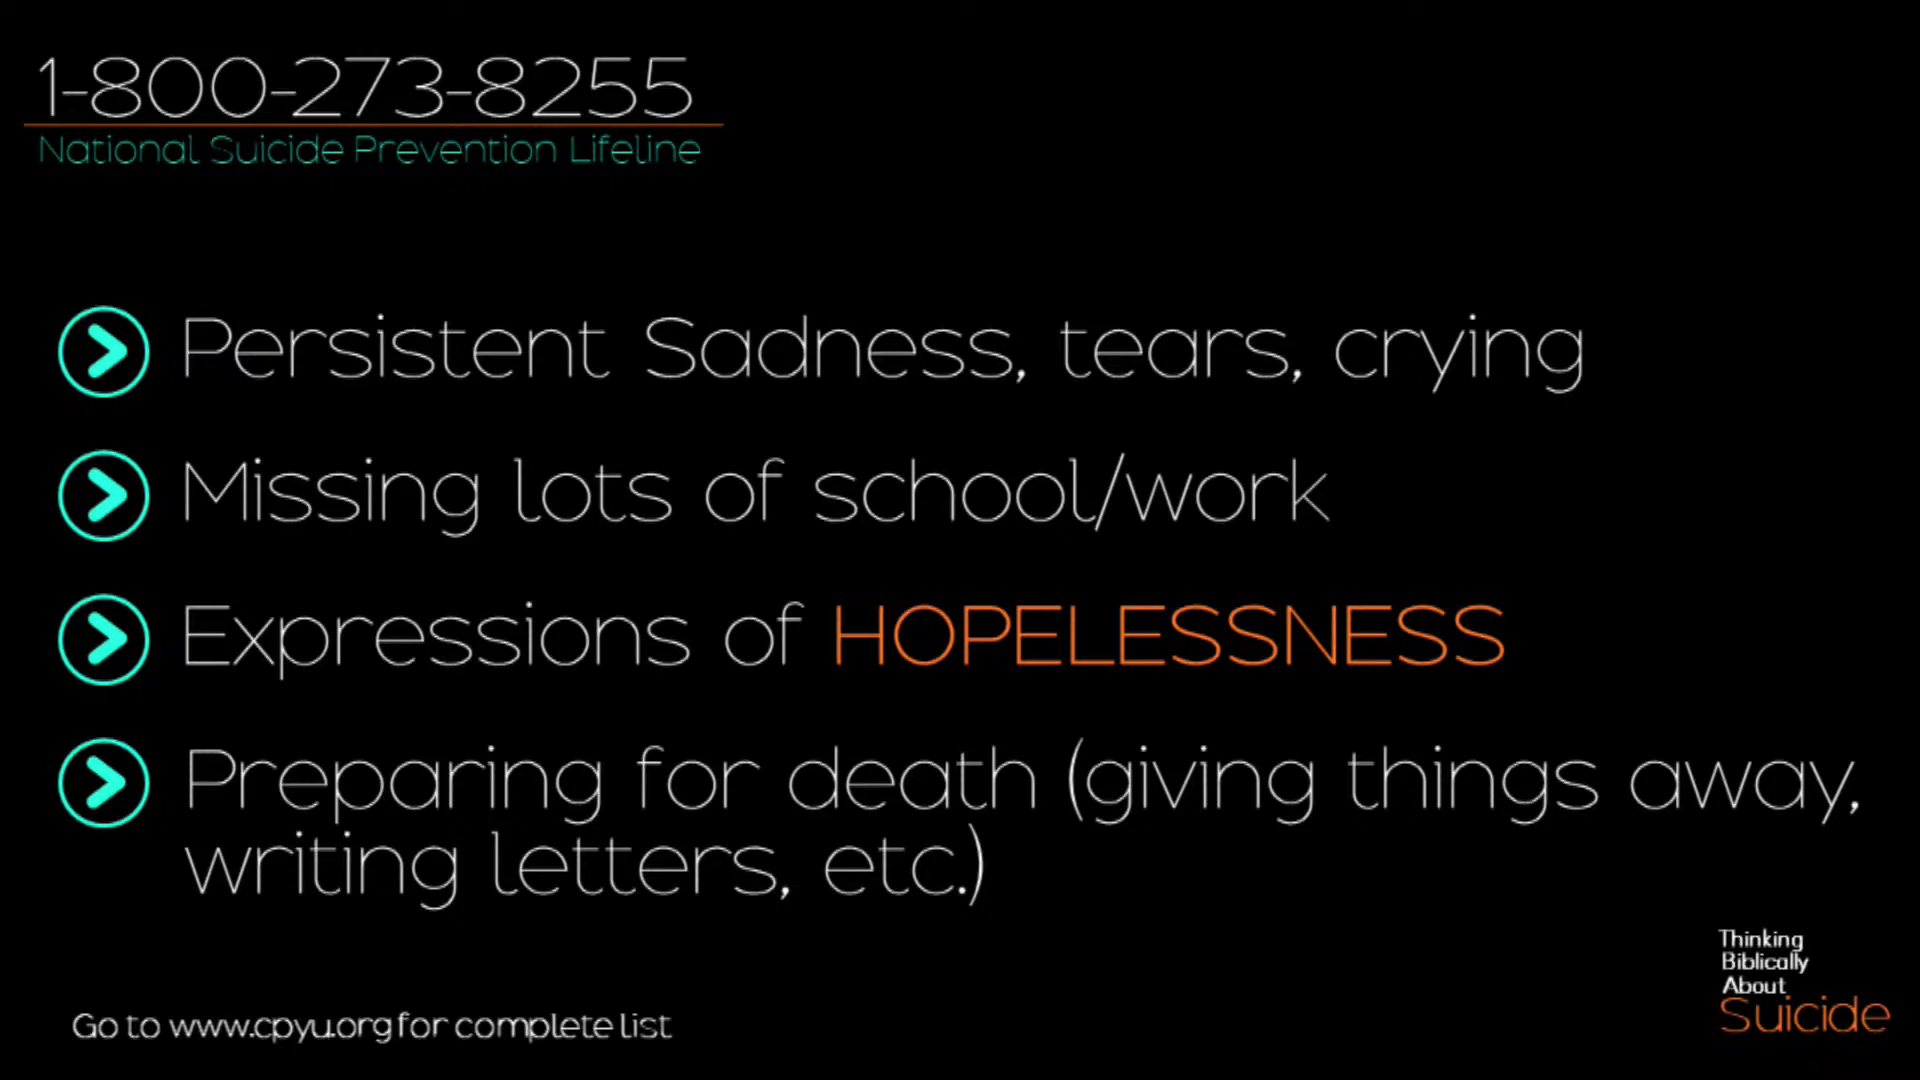 1-800-273-8255
National Suicide Prevention Lifeline
Persistent Sadness, tears, crying
Missing lots of school/work
Expressions of HOPELESSNESS
Preparing for death (giving things away,
writing letters, etc.)
Go to www.cpyu.org for complete list
Thinking
Biblically
About
Suicide